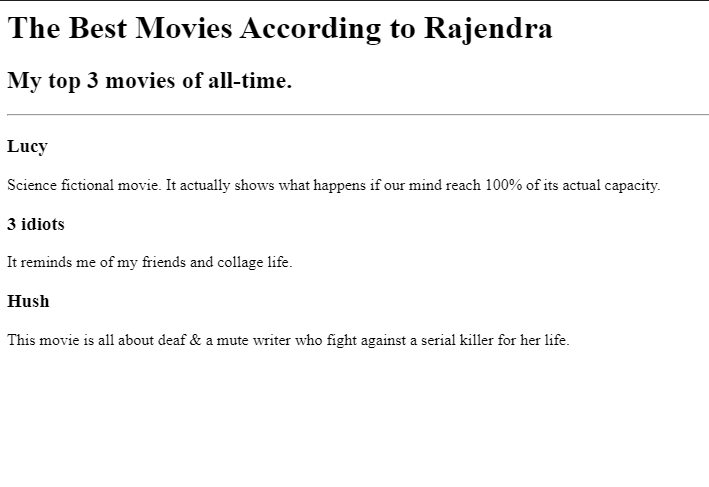 The Best Movies According to Rajendra
My top 3 movies of all-time.
Lucy
Science fictional movie. It actually shows what happens if our mind reach 100% of its actual capacity.
3 idiots
It reminds me of my friends and collage life.
Hush
This movie is all about deaf & a mute writer who fight against a serial killer for her life.